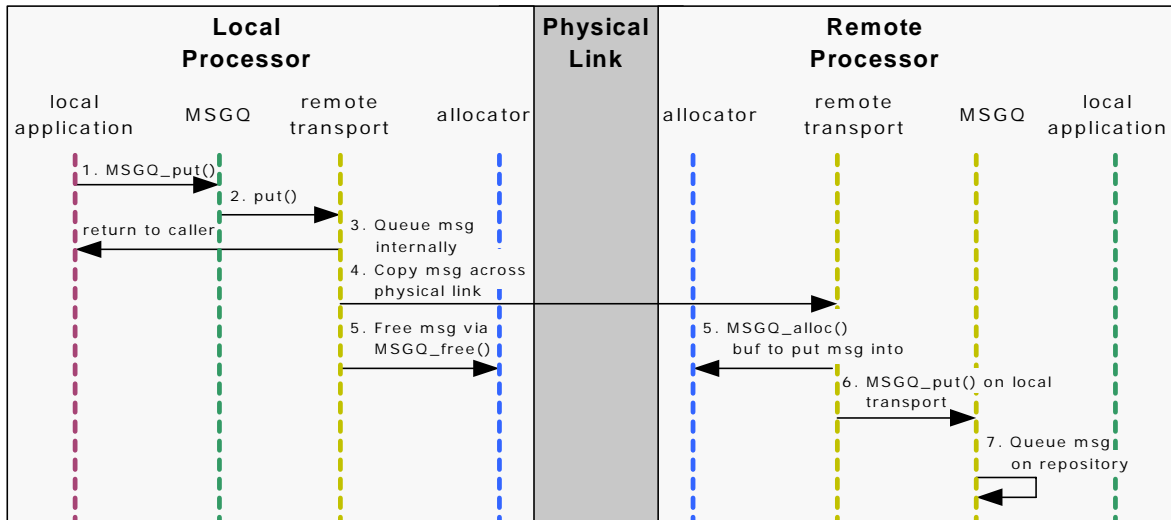 Local
Processor
Physical
Link
Remote
Processor
local
application
MSGQ
remote
transport
allocator
allocator
remote
transport
MSGQ
local
application
1. MSGQ_put()
2. put()
return to caller
3. Queue msg
internally
4. Copy msg across
physical link
5. Free msg via
MSGQ_free()
5. MSGQ_alloc()
buf to put msg into
6. MSGQ_put() on local
transport
7. Queue msg
on repository